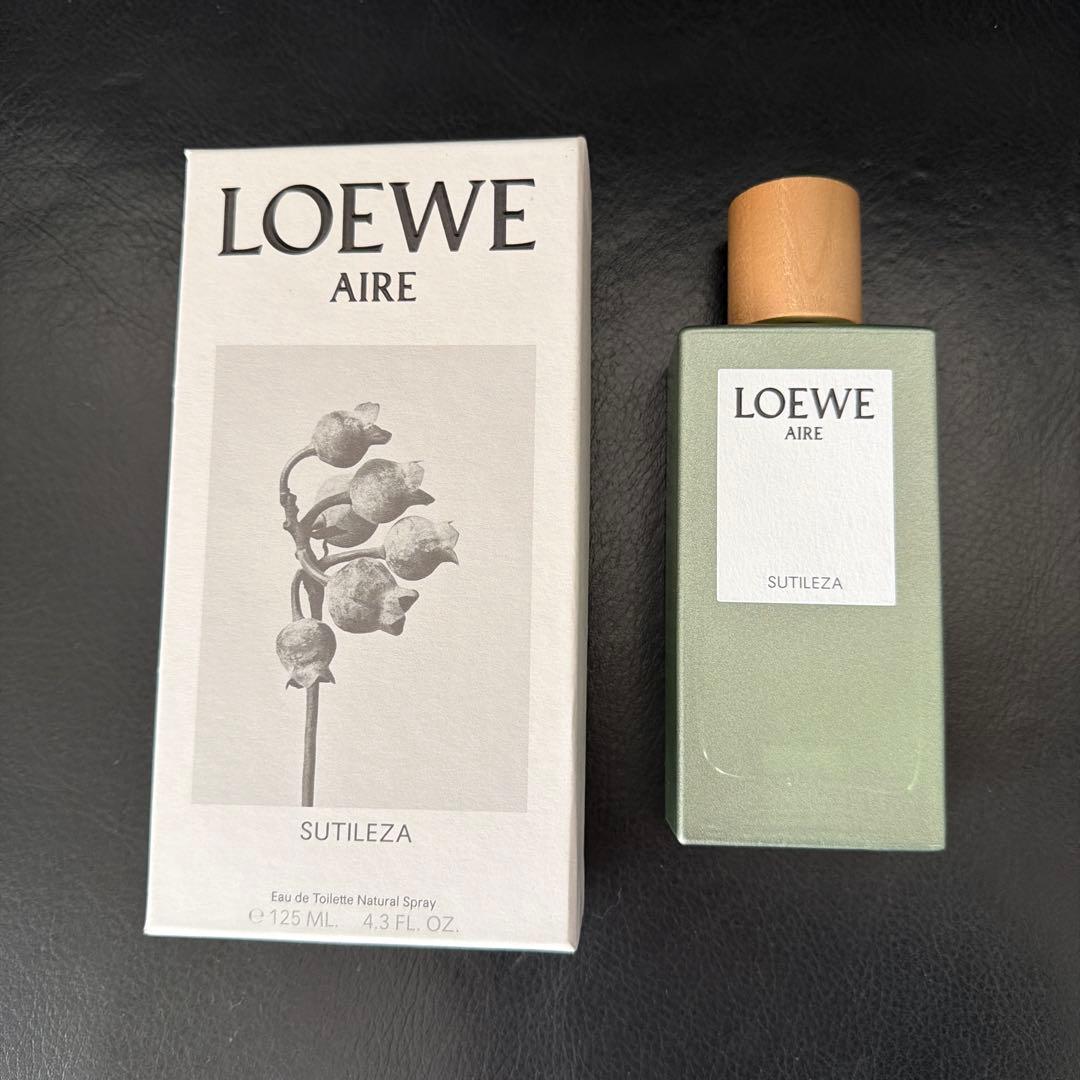 LOEWE
AIRE
SUTILEZA
Eau de Toilette Natural Spray
℮ 125 ML. 4.3 FL. OZ.
LOEWE
AIRE
SUTILEZA